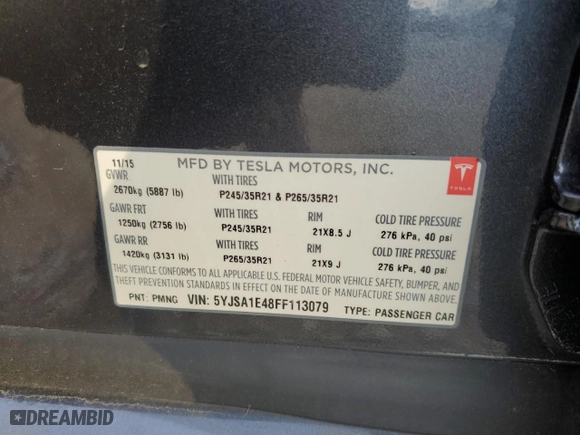 11/15 MFD BY TESLA MOTORS, INC.
GVWR WITH TIRES
2670kg (5887 lb) P245/35R21 & P265/35R21
GAWR FRT WITH TIRES RIM COLD TIRE PRESSURE
1250kg (2756 lb) P245/35R21 21X8.5 J 276 kPa, 40 psi
GAWR RR WITH TIRES RIM COLD TIRE PRESSURE
1420kg (3131 lb) P265/35R21 21X9 J 276 kPa, 40 psi
THIS VEHICLE CONFORMS TO ALL APPLICABLE U.S. FEDERAL MOTOR VEHICLE SAFETY, BUMPER, AND
THEFT PREVENTION STANDARDS IN EFFECT ON THE DATE OF MANUFACTURE SHOWN ABOVE.
PNT: PMNG VIN: 5YJSA1E48FF113079 TYPE: PASSENGER CAR
TESLA
DREAMBID